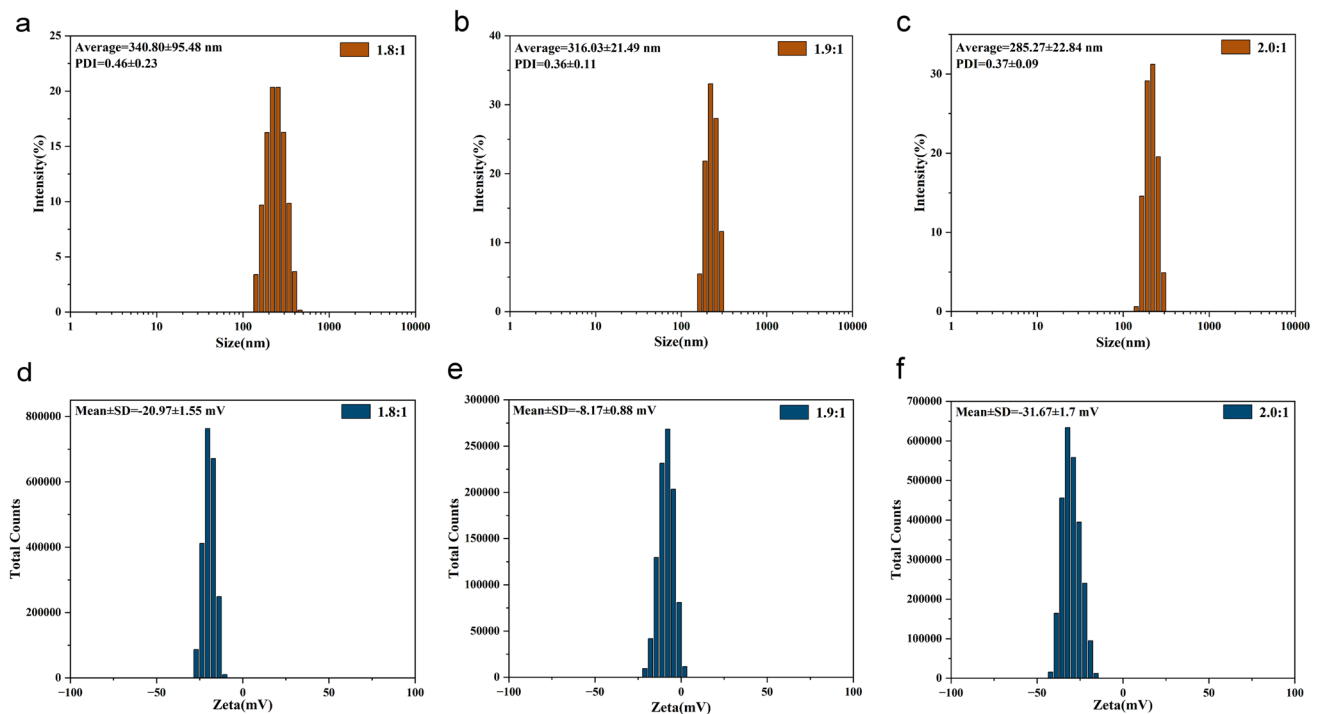 a
Average=340.80±95.48 nm
PDI=0.46±0.23
1.8:1
25
20
15
10
5
0
Intensity(%)
1
10
100
1000
10000
Size(nm)
b
Average=316.03±21.49 nm
PDI=0.36±0.11
1.9:1
40
30
20
10
0
Intensity(%)
1
10
100
1000
10000
Size(nm)
c
Average=285.27±22.84 nm
PDI=0.37±0.09
2.0:1
30
20
10
0
Intensity(%)
1
10
100
1000
10000
Size(nm)
d
Mean±SD=-20.97±1.55 mV
1.8:1
800000
600000
400000
200000
0
Total Counts
−100
−50
0
50
100
Zeta(mV)
e
Mean±SD=-8.17±0.88 mV
1.9:1
300000
250000
200000
150000
100000
50000
0
Total Counts
−100
−50
0
50
100
Zeta(mV)
f
Mean±SD=-31.67±1.7 mV
2.0:1
700000
600000
500000
400000
300000
200000
100000
0
Total Counts
−100
−50
0
50
100
Zeta(mV)